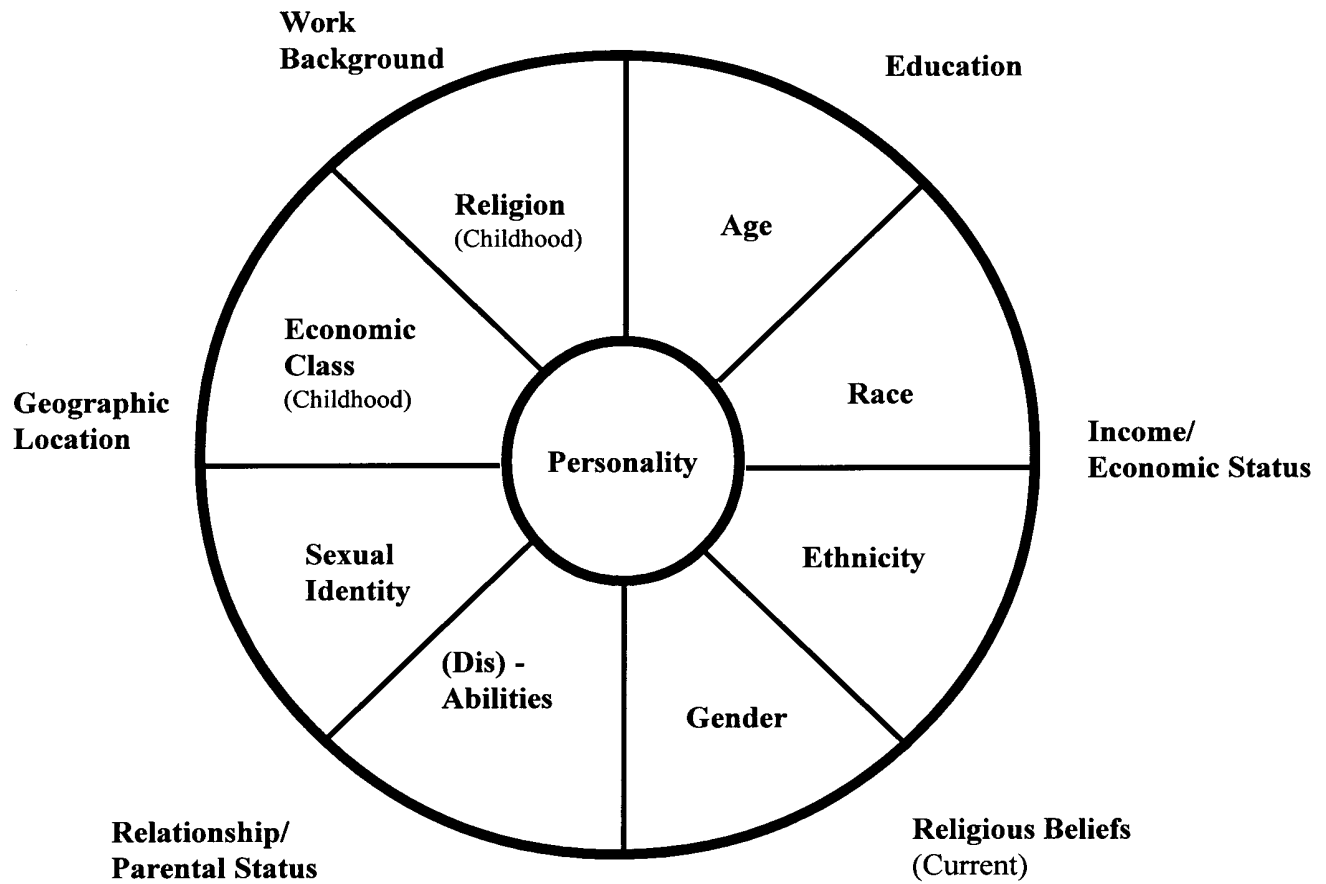 Work
Background
Education
Religion
(Childhood)
Age
Economic
Class
(Childhood)
Race
Geographic
Location
Income/
Economic Status
Personality
Sexual
Identity
Ethnicity
(Dis) -
Abilities
Gender
Relationship/
Parental Status
Religious Beliefs
(Current)